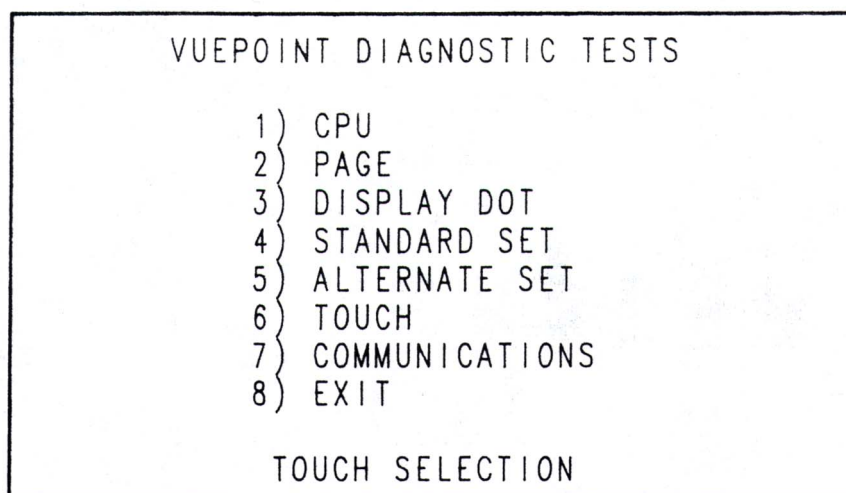 VUEPOINT DIAGNOSTIC TESTS
1) CPU
2) PAGE
3) DISPLAY DOT
4) STANDARD SET
5) ALTERNATE SET
6) TOUCH
7) COMMUNICATIONS
8) EXIT
TOUCH SELECTION